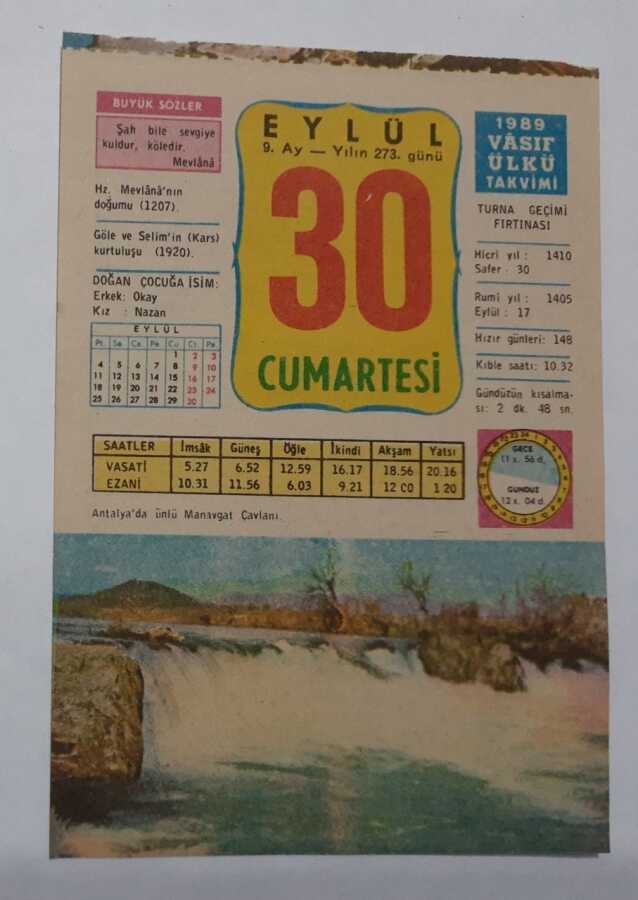 BÜYÜK SÖZLER
Şah bile sevgiye
kuldur, köledir.
Mevlânâ
Hz. Mevlânâ'nın
doğumu (1207).
Göle ve Selim'in (Kars)
kurtuluşu (1920).
DOĞAN ÇOCUĞA İSİM:
Erkek: Okay
Kız : Nazan
EYLÜL
Pt Sa Ça Pe Cu Ct Pa
1 2 3
4 5 6 7 8 9 10
11 12 13 14 15 16 17
18 19 20 21 22 23 24
25 26 27 28 29 30
EYLÜL
9. Ay — Yılın 273. günü
30
CUMARTESİ
1989
VÂSIF
ÜLKÜ
TAKVİMİ
TURNA GEÇİMİ
FIRTINASI
Hicri yıl : 1410
Safer : 30
Rumi yıl : 1405
Eylül : 17
Hızır günleri: 148
Kıble saatı: 10.32
Gündüzün kısalma-
sı: 2 dk. 48 sn.
SAATLER İmsâk Güneş Öğle İkindi Akşam Yatsı
VASATİ 5.27 6.52 12.59 16.17 18.56 20.16
EZANİ 10.31 11.56 6.03 9.21 12 00 1 20
GECE
11 s. 56 d.
GÜNDÜZ
12 s. 04 d.
Antalya'da ünlü Manavgat Çavlanı.